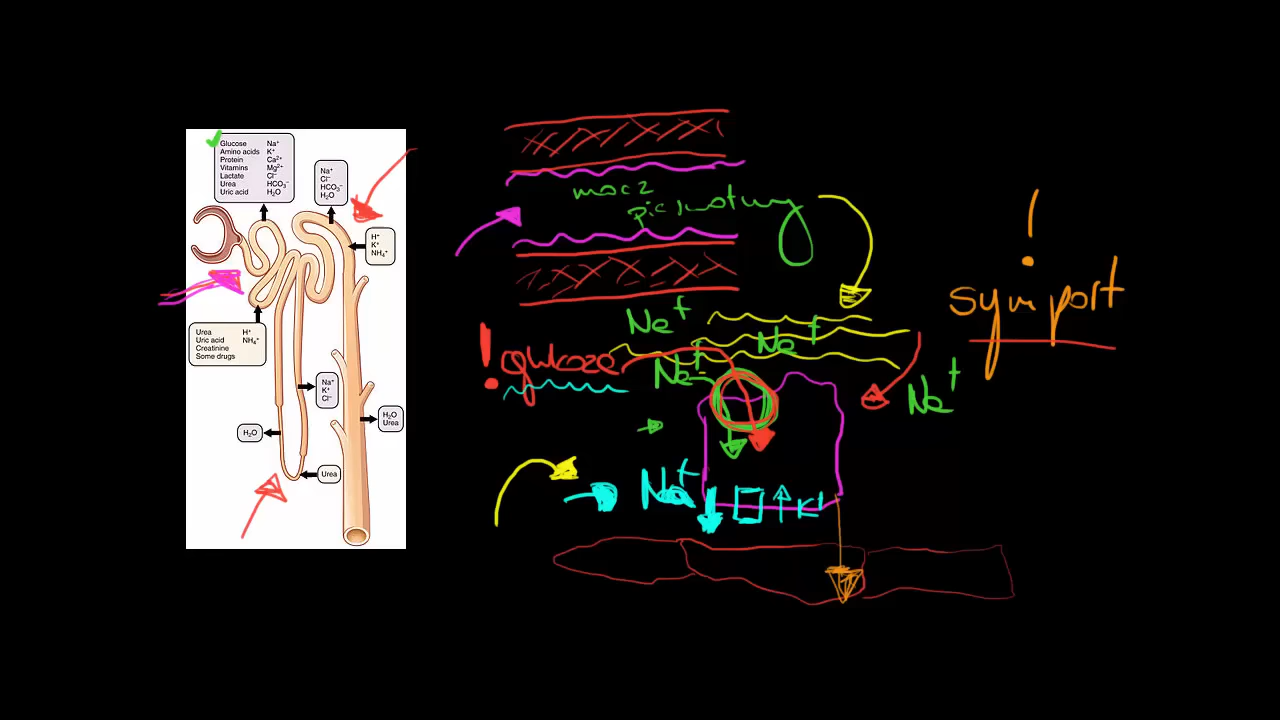 Glucose Na⁺
Amino acids K⁺
Protein Ca²⁺
Vitamins Mg²⁺
Lactate Cl⁻
Urea HCO₃⁻
Uric acid H₂O
Na⁺
Cl⁻
HCO₃⁻
H₂O
H⁺
K⁺
NH₄⁺
Urea H⁺
Uric acid NH₄⁺
Creatinine
Some drugs
Na⁺
K⁺
Cl⁻
H₂O
Urea
H₂O
Urea
mocz
pierwotny
Na⁺
Na⁺
! glukoza
Na⁺
Na⁺
Na⁺
K⁺
!
symport